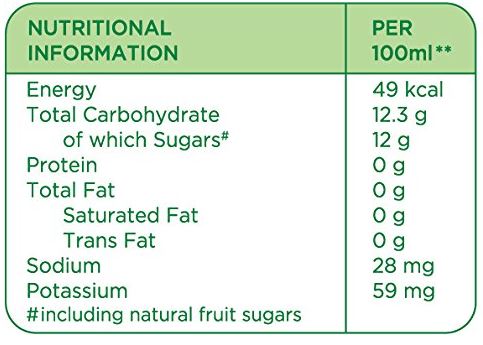 NUTRITIONAL PER
INFORMATION 100ml**
Energy 49 kcal
Total Carbohydrate 12.3 g
of which Sugars# 12 g
Protein 0 g
Total Fat 0 g
Saturated Fat 0 g
Trans Fat 0 g
Sodium 28 mg
Potassium 59 mg
#including natural fruit sugars